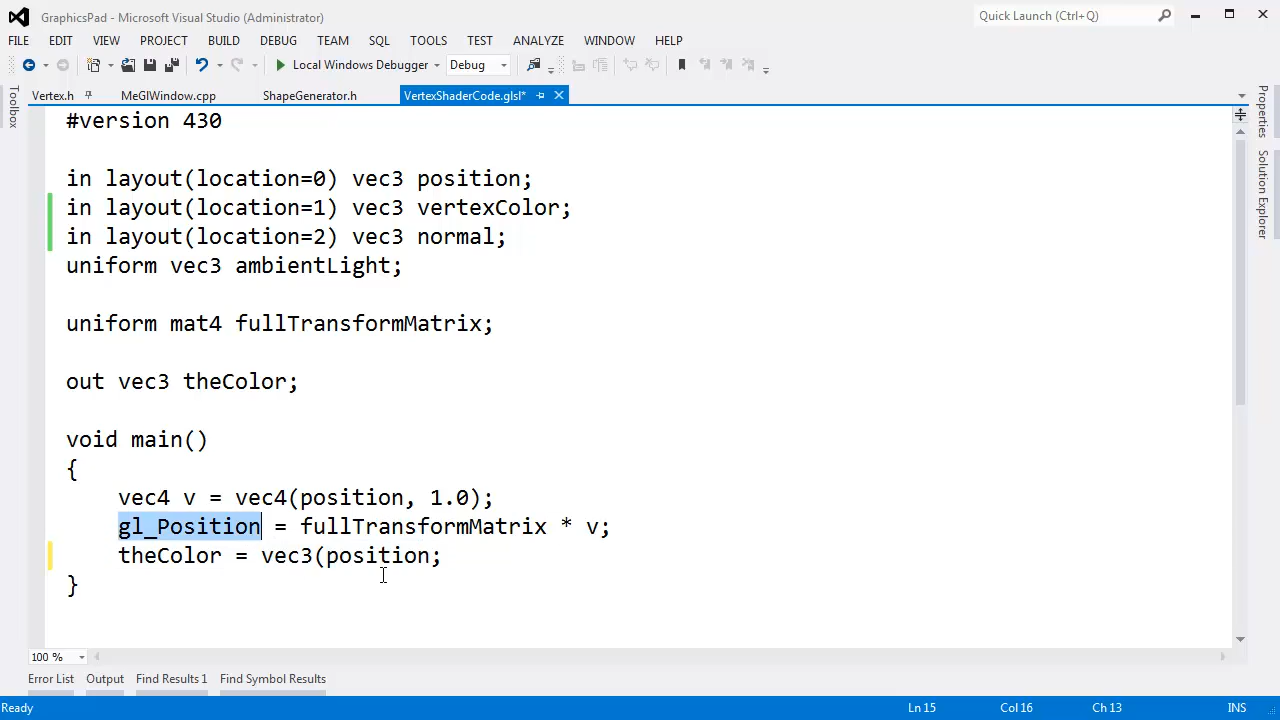 GraphicsPad - Microsoft Visual Studio (Administrator)
Quick Launch (Ctrl+Q)
FILE EDIT VIEW PROJECT BUILD DEBUG TEAM SQL TOOLS TEST ANALYZE WINDOW HELP
Local Windows Debugger Debug
Toolbox
Vertex.h MeGlWindow.cpp ShapeGenerator.h VertexShaderCode.glsl*
Properties
Solution Explorer
#version 430
in layout(location=0) vec3 position;
in layout(location=1) vec3 vertexColor;
in layout(location=2) vec3 normal;
uniform vec3 ambientLight;
uniform mat4 fullTransformMatrix;
out vec3 theColor;
void main()
{
vec4 v = vec4(position, 1.0);
gl_Position = fullTransformMatrix * v;
theColor = vec3(position;
}
100 %
Error List Output Find Results 1 Find Symbol Results
Ready Ln 15 Col 16 Ch 13 INS